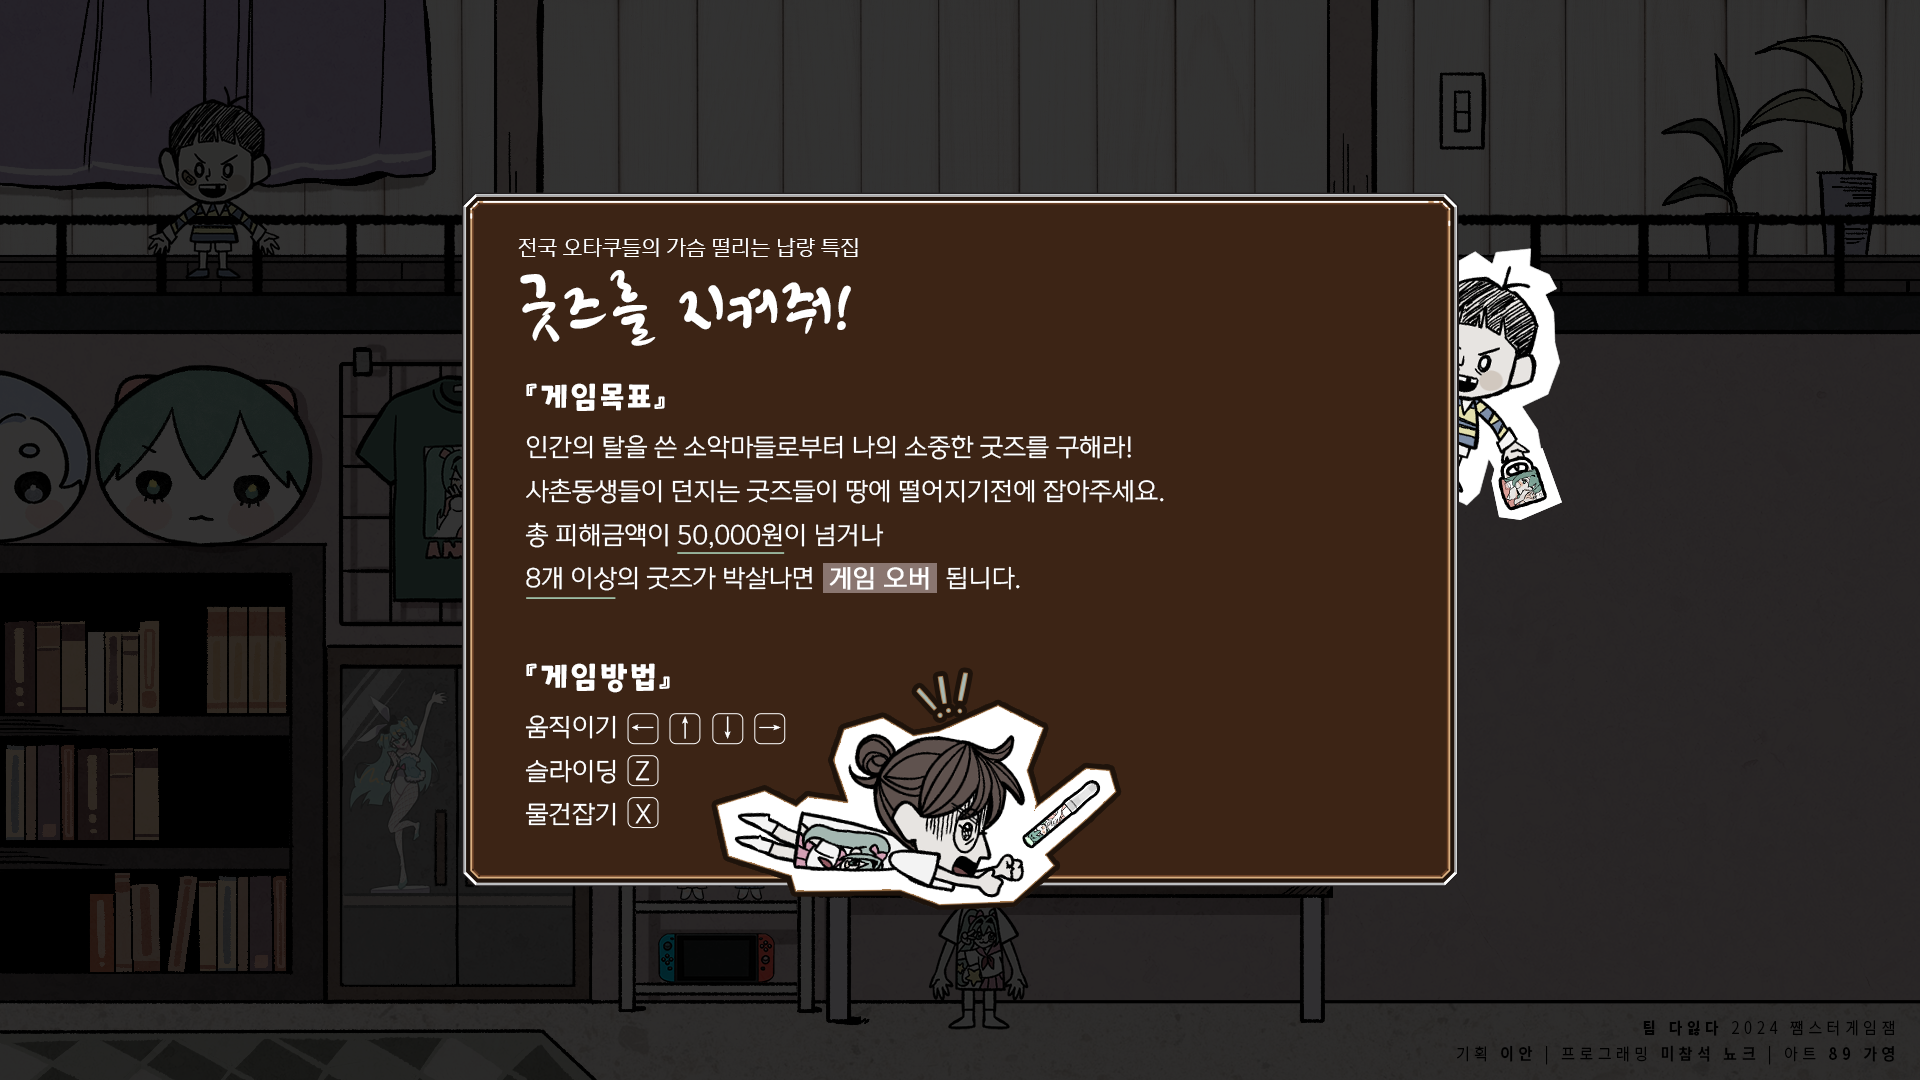 전국 오타쿠들의 가슴 떨리는 납량 특집
굿즈를 지켜줘!
『게임목표』
인간의 탈을 쓴 소악마들로부터 나의 소중한 굿즈를 구해라!
사촌동생들이 던지는 굿즈들이 땅에 떨어지기전에 잡아주세요.
총 피해금액이 50,000원이 넘거나
8개 이상의 굿즈가 박살나면 게임 오버 됩니다.
『게임방법』
움직이기 ← ↑ ↓ →
슬라이딩 Z
물건잡기 X
팀 다잃다 2024 쨈스터게임잼
기획 이안 | 프로그래밍 미참석 뇨크 | 아트 89 가영